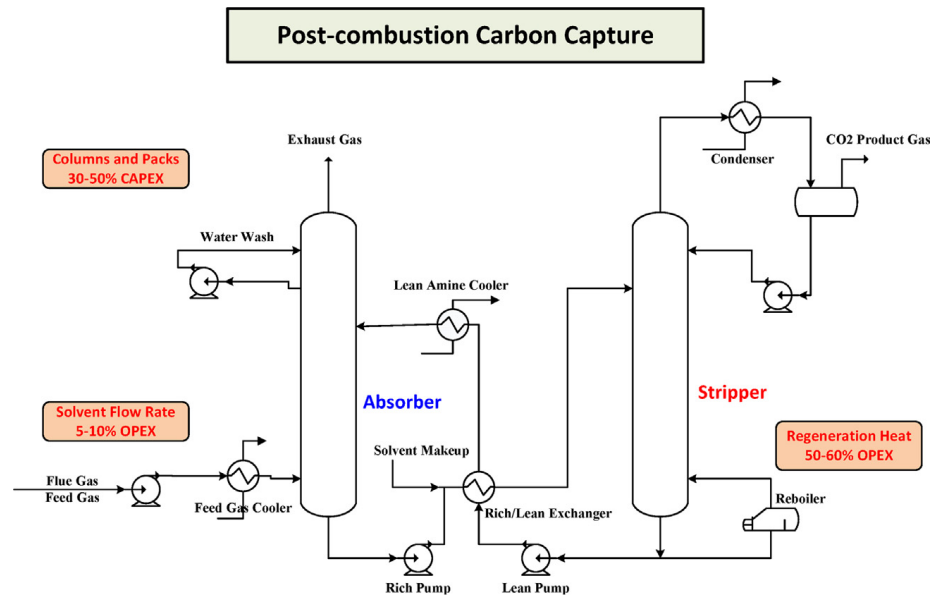 Post-combustion Carbon Capture
Exhaust Gas
Columns and Packs
30-50% CAPEX
Water Wash
Condenser
CO2 Product Gas
Lean Amine Cooler
Absorber
Stripper
Solvent Flow Rate
5-10% OPEX
Regeneration Heat
50-60% OPEX
Solvent Makeup
Flue Gas
Feed Gas
Feed Gas Cooler
Rich/Lean Exchanger
Reboiler
Rich Pump
Lean Pump